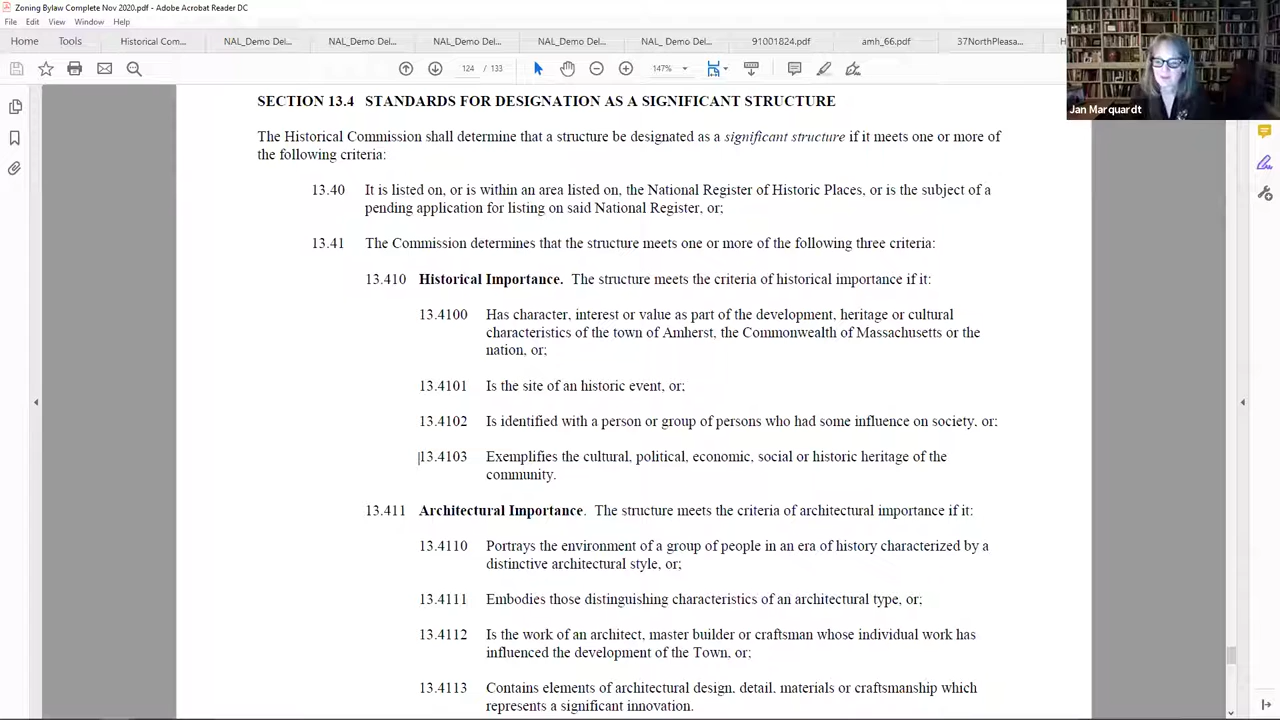 Zoning Bylaw Complete Nov 2020.pdf - Adobe Acrobat Reader DC
File Edit View Window Help
Home Tools Historical Com... NAL_Demo Del... NAL_Demo Del... NAL_Demo Del... NAL_Demo Del... NAL_ Demo Del... 91001824.pdf amh_66.pdf 37NorthPleasa...
124 / 133 147%
Jan Marquardt
SECTION 13.4 STANDARDS FOR DESIGNATION AS A SIGNIFICANT STRUCTURE
The Historical Commission shall determine that a structure be designated as a significant structure if it meets one or more of
the following criteria:
13.40 It is listed on, or is within an area listed on, the National Register of Historic Places, or is the subject of a
pending application for listing on said National Register, or;
13.41 The Commission determines that the structure meets one or more of the following three criteria:
13.410 Historical Importance. The structure meets the criteria of historical importance if it:
13.4100 Has character, interest or value as part of the development, heritage or cultural
characteristics of the town of Amherst, the Commonwealth of Massachusetts or the
nation, or;
13.4101 Is the site of an historic event, or;
13.4102 Is identified with a person or group of persons who had some influence on society, or:
13.4103 Exemplifies the cultural, political, economic, social or historic heritage of the
community.
13.411 Architectural Importance. The structure meets the criteria of architectural importance if it:
13.4110 Portrays the environment of a group of people in an era of history characterized by a
distinctive architectural style, or;
13.4111 Embodies those distinguishing characteristics of an architectural type, or;
13.4112 Is the work of an architect, master builder or craftsman whose individual work has
influenced the development of the Town, or;
13.4113 Contains elements of architectural design, detail, materials or craftsmanship which
represents a significant innovation.